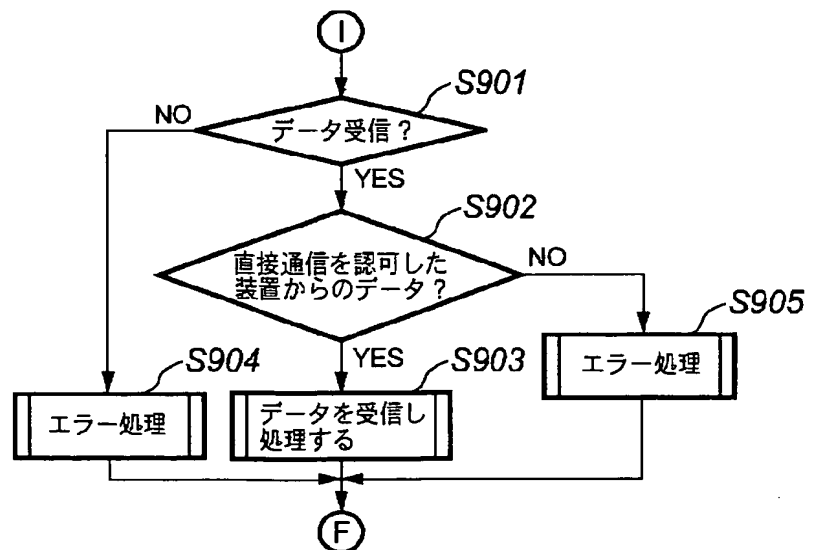 I
S901
NO
データ受信？
YES
S902
直接通信を認可した
装置からのデータ？
NO
S905
エラー処理
YES
S904
エラー処理
S903
データを受信し
処理する
F